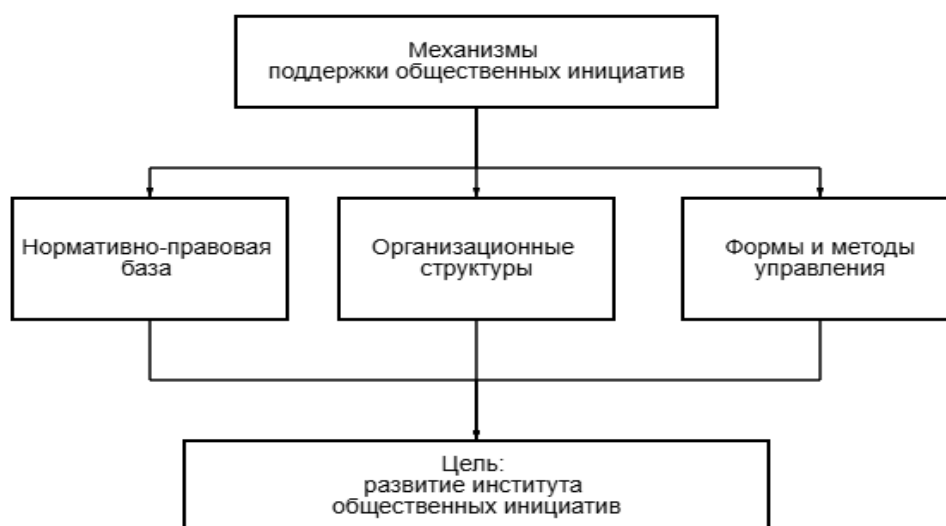 Механизмы
поддержки общественных инициатив
Нормативно-правовая
база
Организационные
структуры
Формы и методы
управления
Цель:
развитие института
общественных инициатив